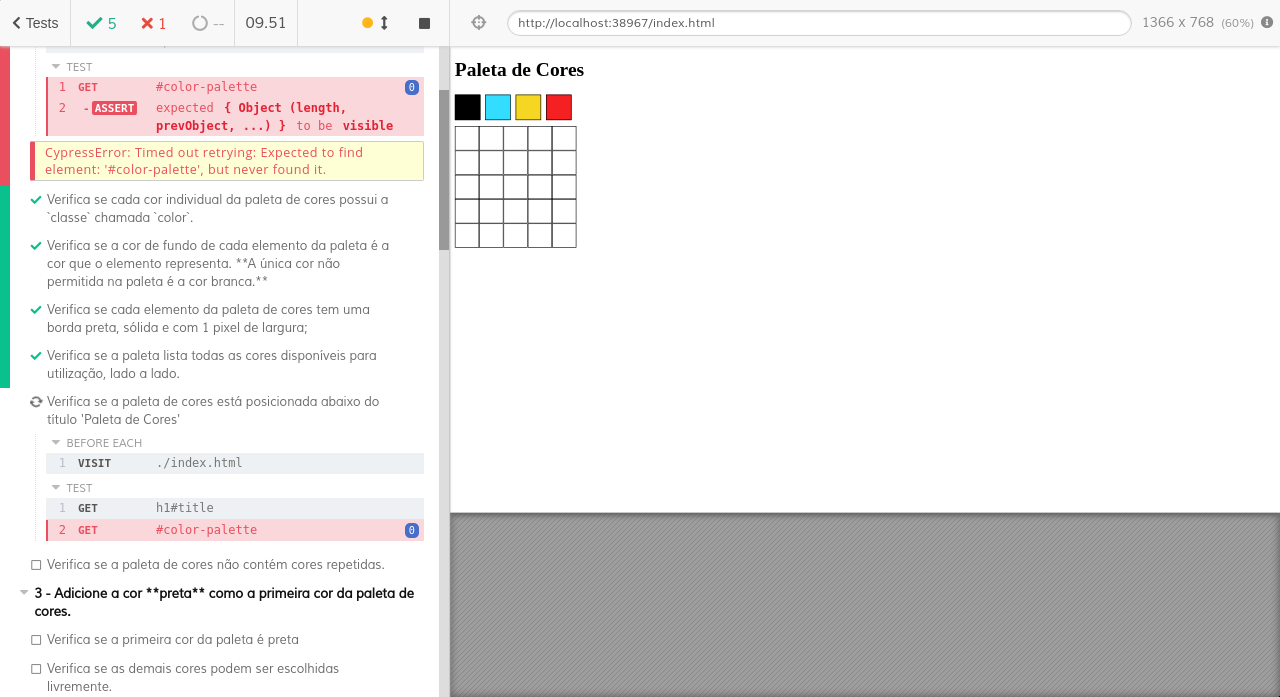 Tests 5 1 -- 09.51 http://localhost:38967/index.html 1366 x 768 (60%)
TEST
1 GET #color-palette 0
2 -ASSERT expected { Object (length,
prevObject, ...) } to be visible
CypressError: Timed out retrying: Expected to find
element: '#color-palette', but never found it.
Verifica se cada cor individual da paleta de cores possui a
`classe` chamada `color`.
Verifica se a cor de fundo de cada elemento da paleta é a
cor que o elemento representa. **A única cor não
permitida na paleta é a cor branca.**
Verifica se cada elemento da paleta de cores tem uma
borda preta, sólida e com 1 pixel de largura;
Verifica se a paleta lista todas as cores disponíveis para
utilização, lado a lado.
Verifica se a paleta de cores está posicionada abaixo do
título 'Paleta de Cores'
BEFORE EACH
1 VISIT ./index.html
TEST
1 GET h1#title
2 GET #color-palette 0
Verifica se a paleta de cores não contém cores repetidas.
3 - Adicione a cor **preta** como a primeira cor da paleta de
cores.
Verifica se a primeira cor da paleta é preta
Verifica se as demais cores podem ser escolhidas
livremente.
Paleta de Cores